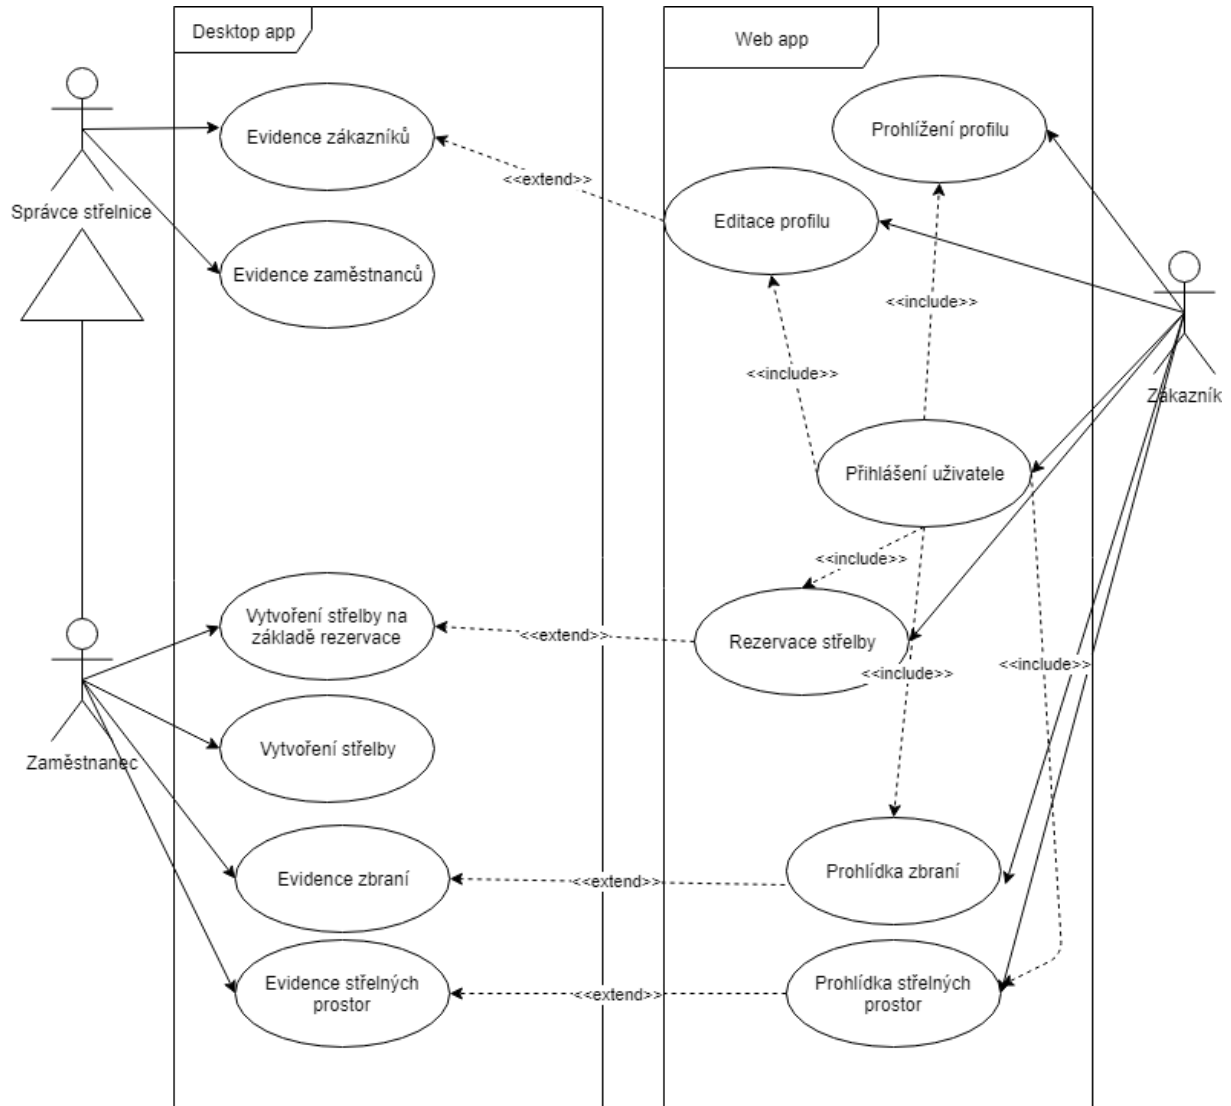 Desktop app
Web app
Evidence zákazníků
Prohlížení profilu
<<extend>>
Správce střelnice
Editace profilu
Evidence zaměstnanců
<<include>>
<<include>>
Zákazník
Přihlášení uživatele
<<include>>
Vytvoření střelby na
základě rezervace
<<extend>>
Rezervace střelby
<<include>>
<<include>>
Vytvoření střelby
Zaměstnanec
Evidence zbraní
<<extend>>
Prohlídka zbraní
Evidence střelných
prostor
<<extend>>
Prohlídka střelných
prostor